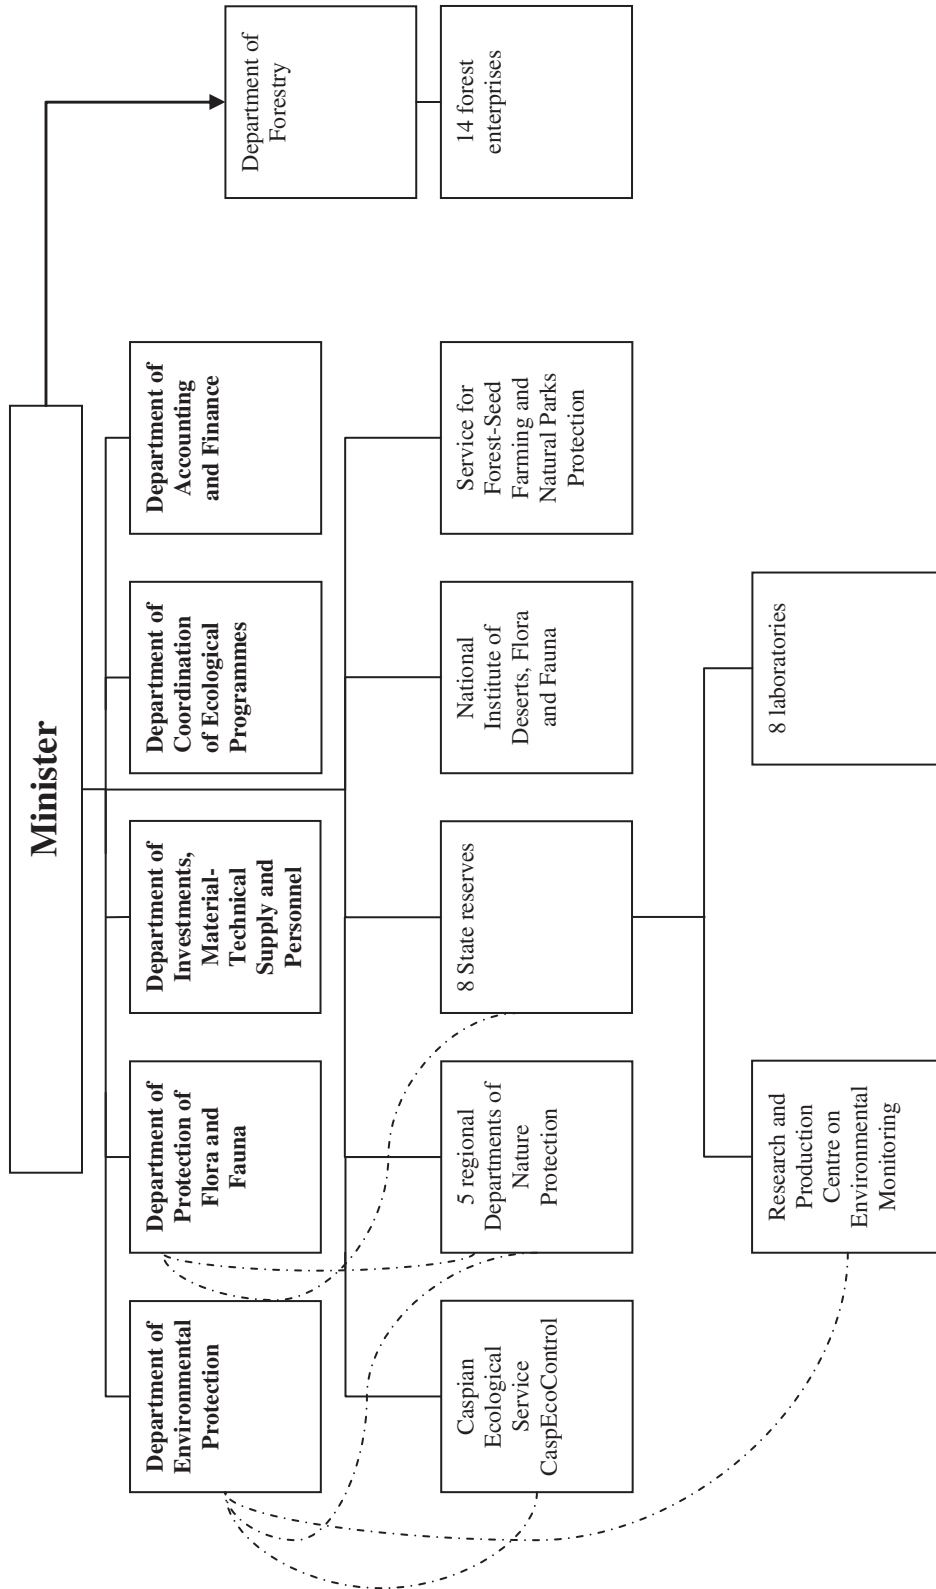 Minister
Department of
Environmental
Protection
Department of
Protection of
Flora and
Fauna
Department of
Investments,
Material-
Technical
Supply and
Personnel
Department of
Coordination
of Ecological
Programmes
Department of
Accounting
and Finance
Department of
Forestry
Caspian
Ecological
Service
CaspEcoControl
5 regional
Departments of
Nature
Protection
8 State reserves
National
Institute of
Deserts, Flora
and Fauna
Service for
Forest-Seed
Farming and
Natural Parks
Protection
14 forest
enterprises
Research and
Production
Centre on
Environmental
Monitoring
8 laboratories